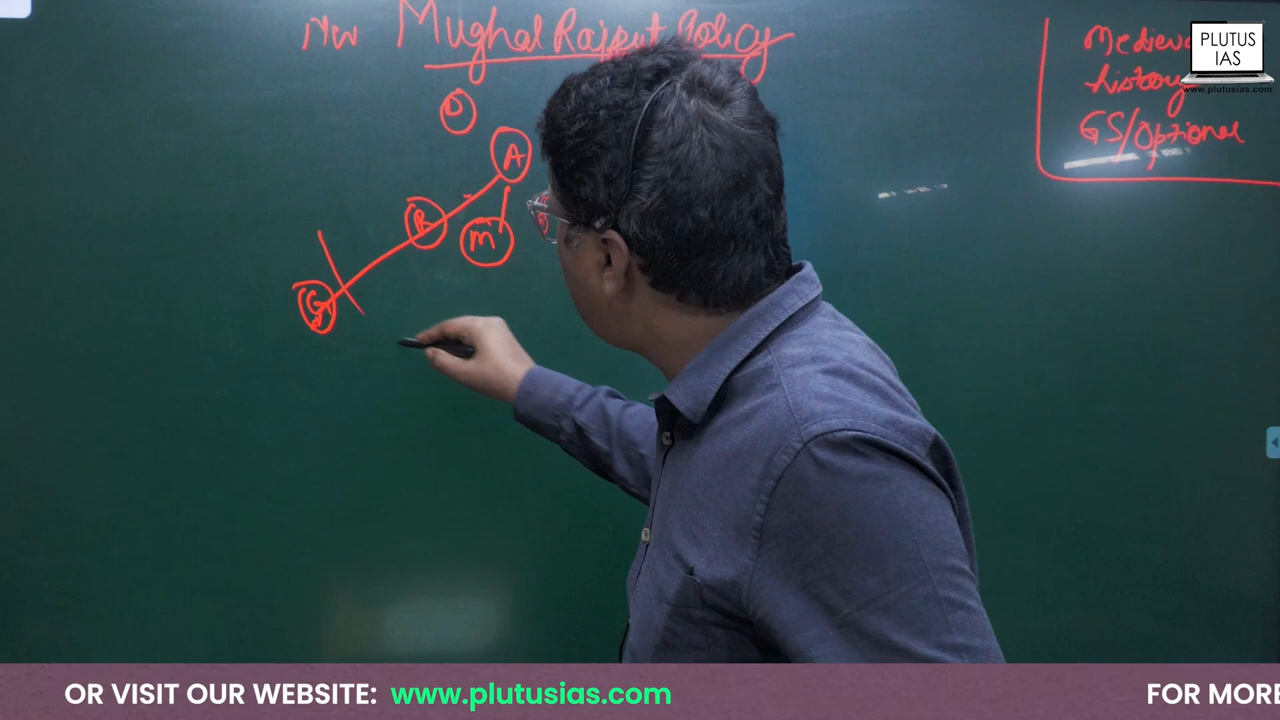 Mughal Rajput Policy
D
A
R
M
G
Medieva
history
GS/Optional
PLUTUS
IAS
www.plutusias.com
OR VISIT OUR WEBSITE: www.plutusias.com
FOR MORE